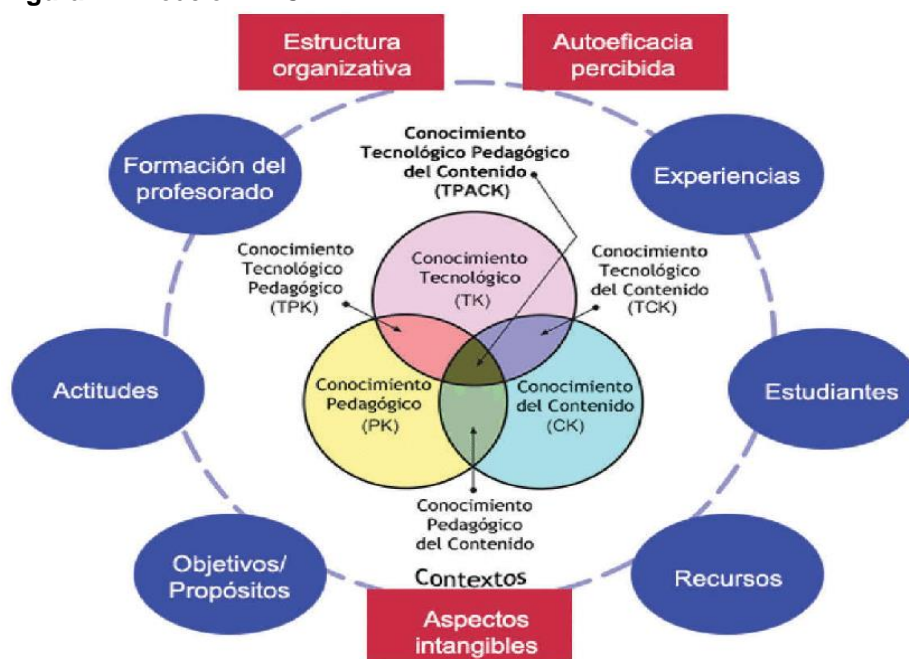 Estructura
organizativa
Autoeficacia
percibida
Formación del
profesorado
Conocimiento
Tecnológico Pedagógico
del Contenido
(TPACK)
Experiencias
Conocimiento
Tecnológico
Pedagógico
(TPK)
Conocimiento
Tecnológico
(TK)
Conocimiento
Tecnológico
del Contenido
(TCK)
Actitudes
Conocimiento
Pedagógico
(PK)
Conocimiento
del Contenido
(CK)
Estudiantes
Conocimiento
Pedagógico
del Contenido
Objetivos/
Propósitos
Contextos
Recursos
Aspectos
intangibles